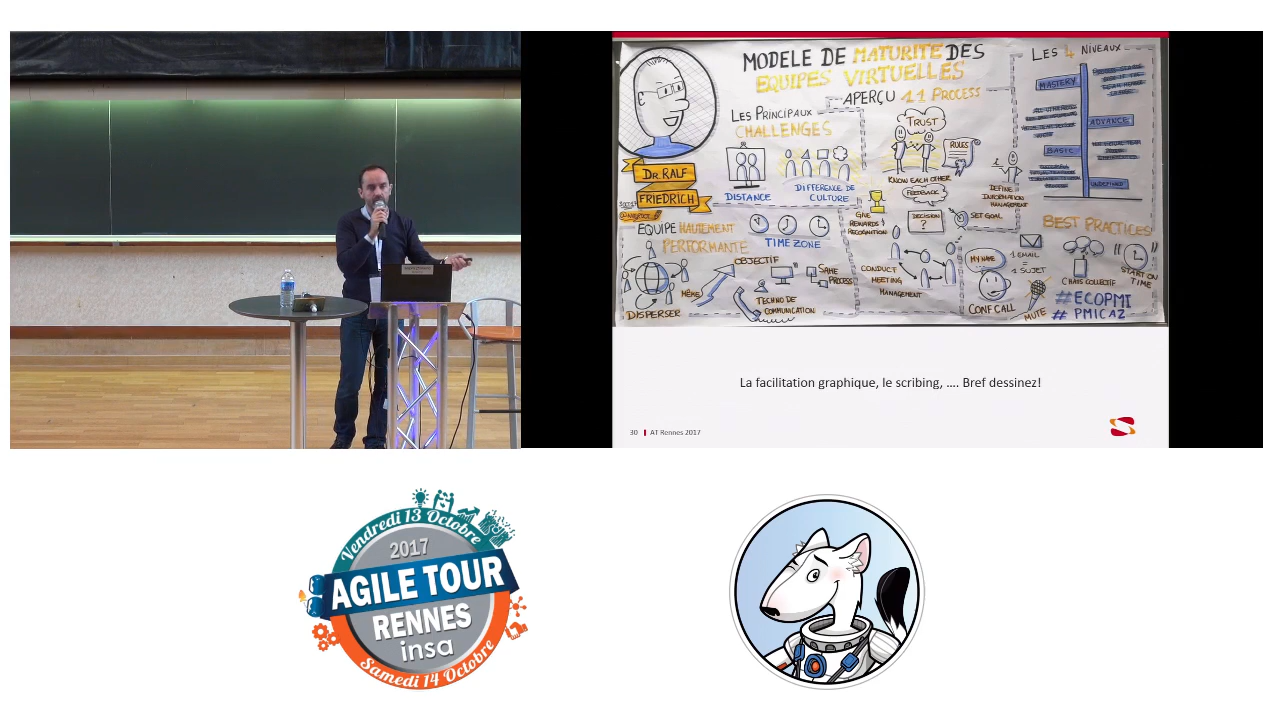 MODELE DE MATURITE DES
EQUIPES VIRTUELLES
APERÇU 11 PROCESS
LES 4 NIVEAUX
MASTERY
ADVANCE
BASIC
UNDEFINED
LES PRINCIPAUX
CHALLENGES
DISTANCE
DIFFERENCE DE
CULTURE
TIME ZONE
DR. RALF
FRIEDRICH
EQUIPE HAUTEMENT
PERFORMANTE
DISPERSER
MÊME
OBJECTIF
SAME
PROCESS
TECHNO DE
COMMUNICATION
TRUST
RULES
KNOW EACH OTHER
FEEDBACK
DEFINE
INFORMATION
MANAGEMENT
GIVE
REWARDS &
RECOGNITION
DECISION
?
SET GOAL
CONDUCT
MEETING
MANAGEMENT
BEST PRACTICES
MY NAME
CONF CALL
1 EMAIL
=
1 SUJET
MUTE
CHATS COLLECTIF
START ON
TIME
#ECOPMI
# PMICAZ
La facilitation graphique, le scribing, .... Bref dessinez!
30 AT Rennes 2017
Vendredi 13 Octobre
2017
AGILE TOUR
RENNES
insa
Samedi 14 Octobre